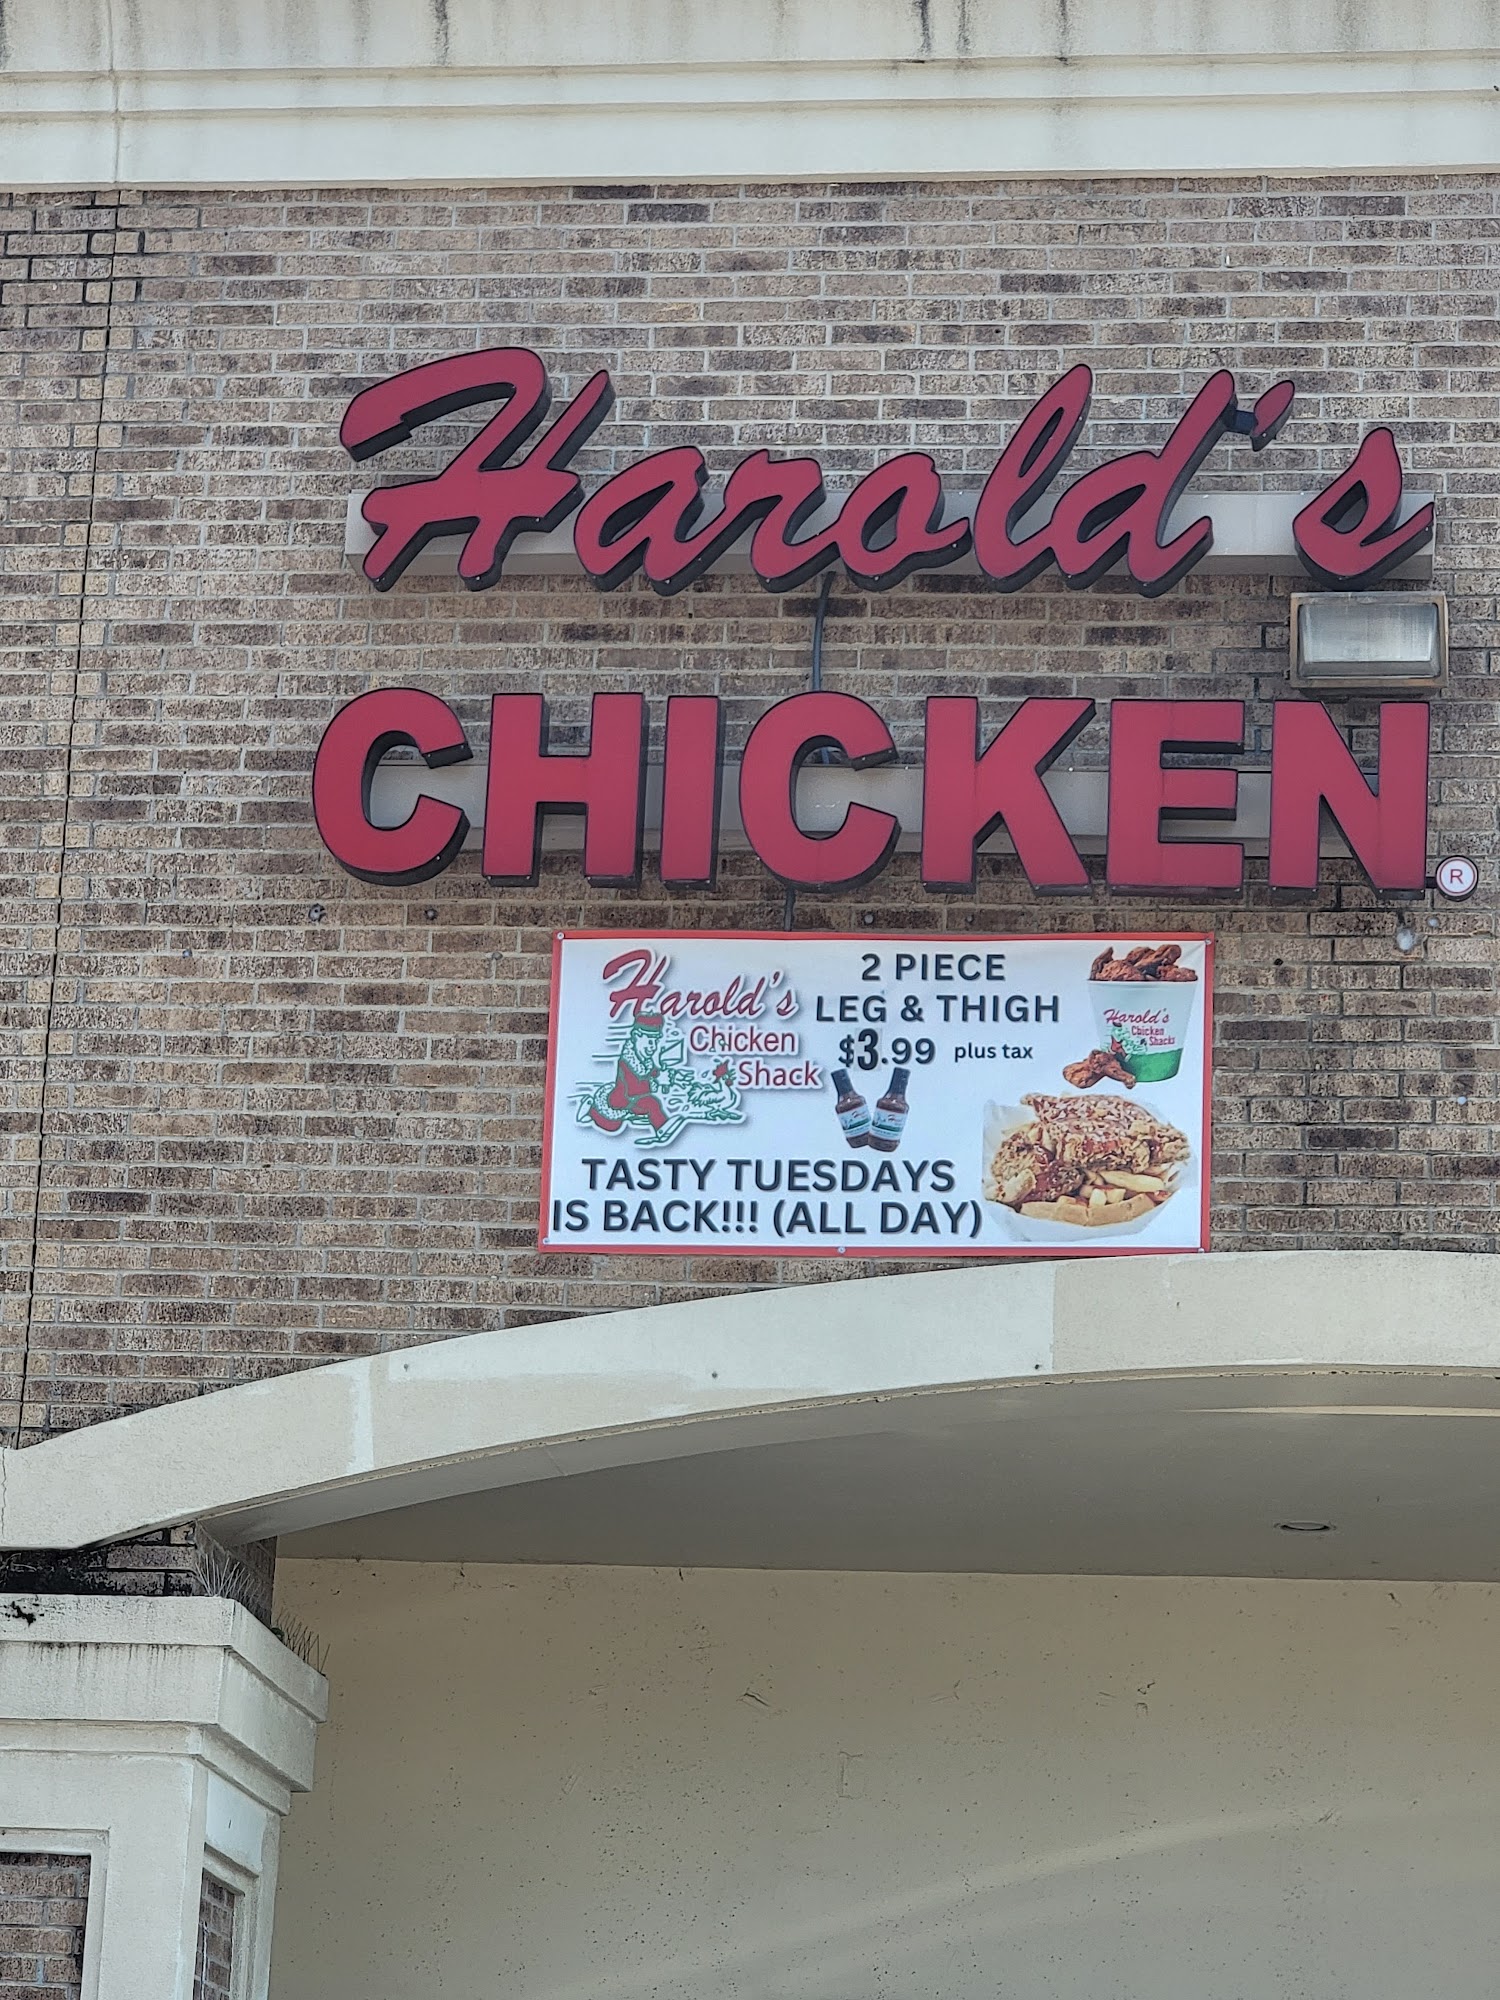 Harold's
CHICKEN
®
Harold's
Chicken
Shack
2 PIECE
LEG & THIGH
$3.99 plus tax
TASTY TUESDAYS
IS BACK!!! (ALL DAY)
Harold's
Chicken
Shacks